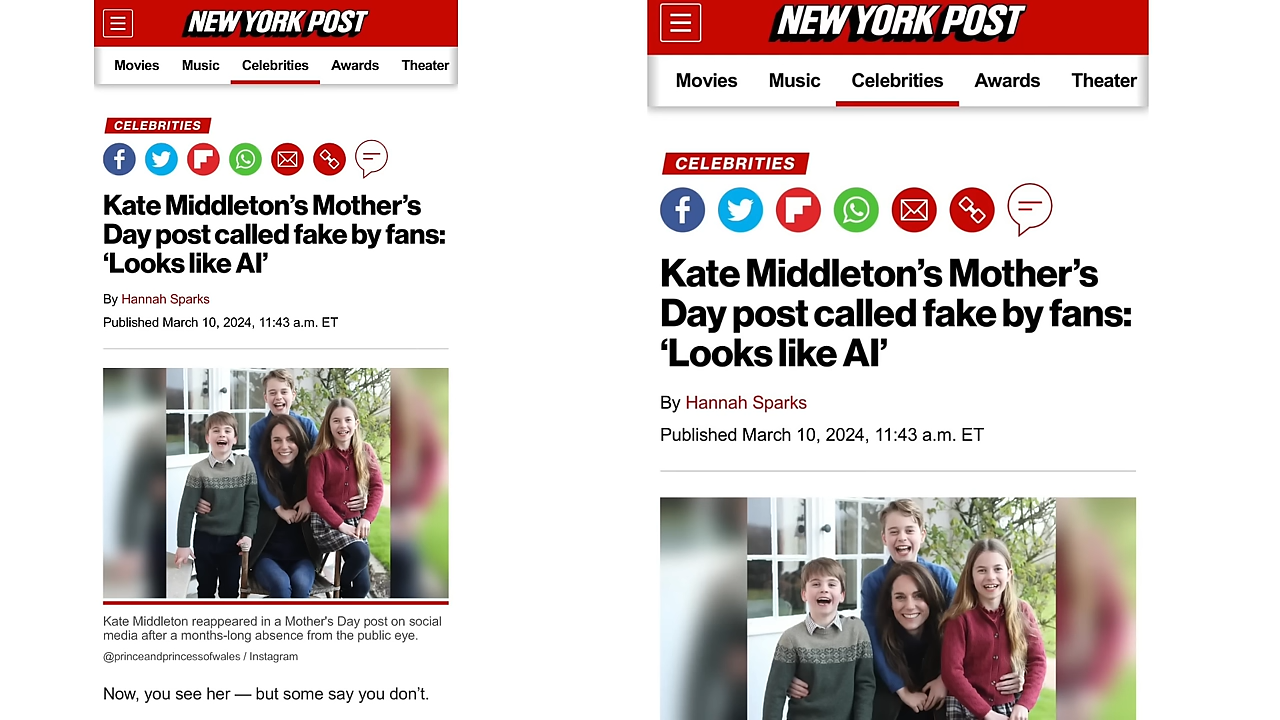 NEW YORK POST
Movies Music Celebrities Awards Theater
CELEBRITIES
Kate Middleton’s Mother’s
Day post called fake by fans:
‘Looks like AI’
By Hannah Sparks
Published March 10, 2024, 11:43 a.m. ET
Kate Middleton reappeared in a Mother's Day post on social
media after a months-long absence from the public eye.
@princeandprincessofwales / Instagram
Now, you see her — but some say you don’t.
NEW YORK POST
Movies Music Celebrities Awards Theater
CELEBRITIES
Kate Middleton’s Mother’s
Day post called fake by fans:
‘Looks like AI’
By Hannah Sparks
Published March 10, 2024, 11:43 a.m. ET